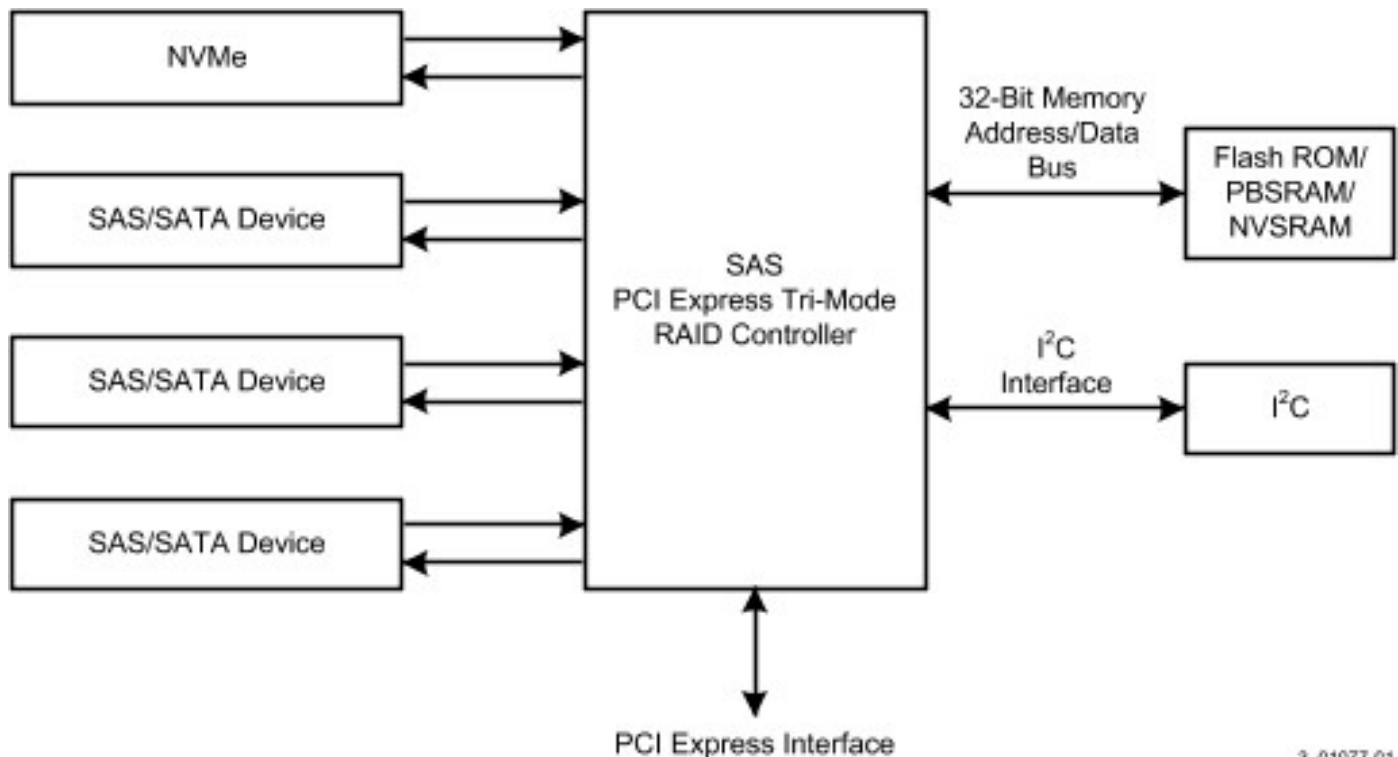 NVMe
SAS/SATA Device
SAS/SATA Device
SAS/SATA Device
SAS
PCI Express Tri-Mode
RAID Controller
32-Bit Memory
Address/Data
Bus
Flash ROM/
PBSRAM/
NVSRAM
I²C
Interface
I²C
PCI Express Interface